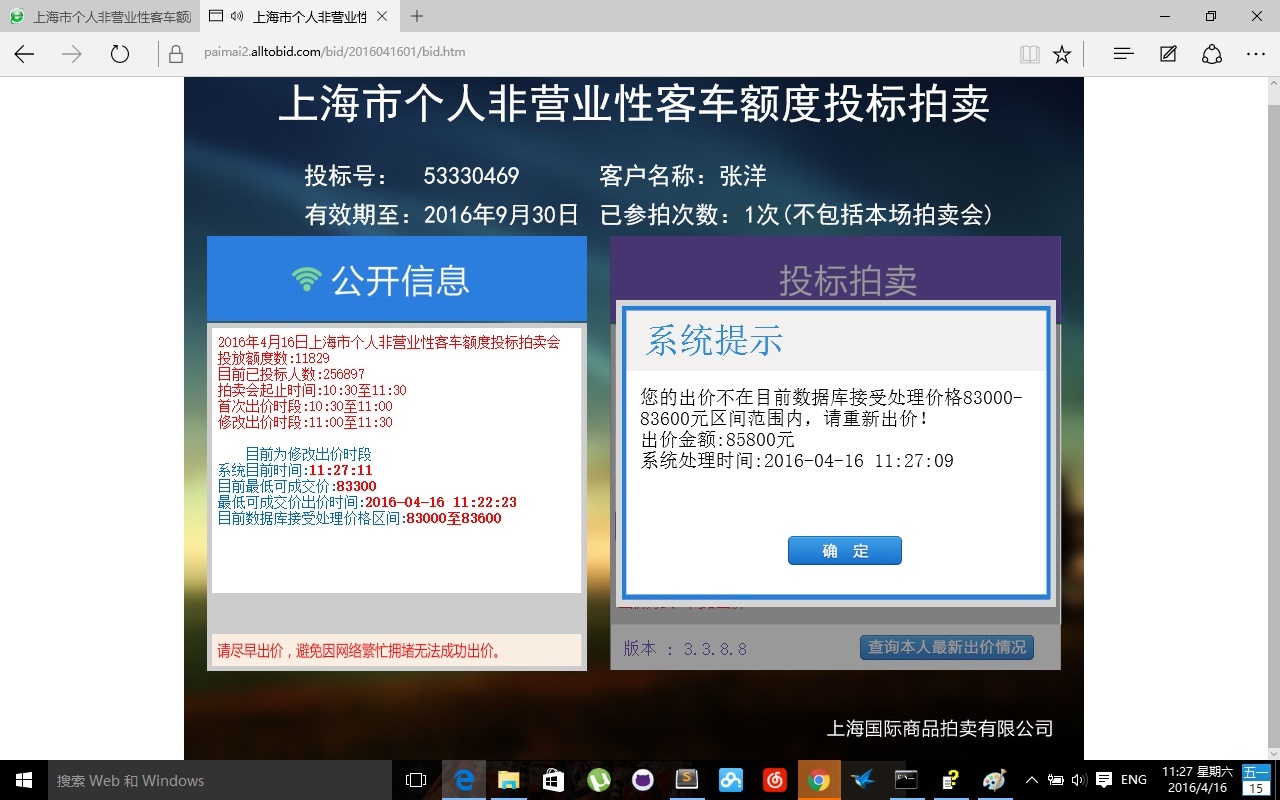 上海市个人非营业性客车额
上海市个人非营业性
paimai2.alltobid.com/bid/2016041601/bid.htm
上海市个人非营业性客车额度投标拍卖
投标号： 53330469 客户名称：张洋
有效期至：2016年9月30日 已参拍次数：1次(不包括本场拍卖会)
公开信息
2016年4月16日上海市个人非营业性客车额度投标拍卖会
投放额度数:11829
目前已投标人数:256897
拍卖会起止时间:10:30至11:30
首次出价时段:10:30至11:00
修改出价时段:11:00至11:30
目前为修改出价时段
系统目前时间:11:27:11
目前最低可成交价:83300
最低可成交价出价时间:2016-04-16 11:22:23
目前数据库接受处理价格区间:83000至83600
请尽早出价，避免因网络繁忙拥堵无法成功出价。
投标拍卖
系统提示
您的出价不在目前数据库接受处理价格83000-
83600元区间范围内，请重新出价！
出价金额:85800元
系统处理时间:2016-04-16 11:27:09
确 定
版本 : 3.3.8.8
查询本人最新出价情况
上海国际商品拍卖有限公司
搜索 Web 和 Windows
ENG
11:27 星期六
2016/4/16
五一
15